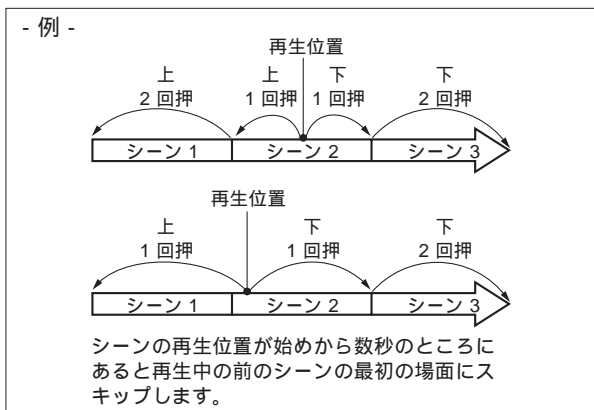 - 例 -
再生位置
上 上 下 下
2 回押 1 回押 1 回押 2 回押
シーン 1 シーン 2 シーン 3
再生位置
上 下 下
1 回押 1 回押 2 回押
シーン 1 シーン 2 シーン 3
シーンの再生位置が始めから数秒のところに
あると再生中の前のシーンの最初の場面にス
キップします。